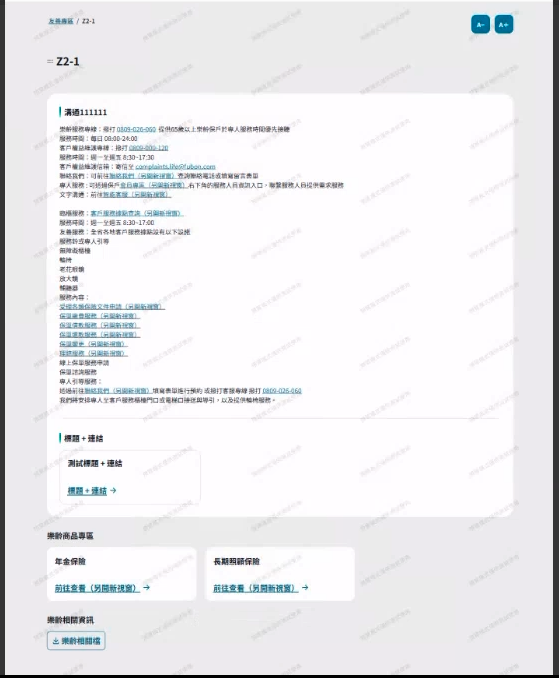 友善專區 / Z2-1
A- A+
Z2-1
溝通111111
樂齡服務專線：撥打 0809-026-060 提供65歲以上樂齡保戶於專人服務時間優先接聽
服務時間：每日 08:00-24:00
客戶權益維護專線：撥打 0809-009-120
服務時間：週一至週五 8:30-17:30
客戶權益維護信箱：寄信至 complaints.life@fubon.com
聯絡我們：可前往聯絡我們（另開新視窗）查詢聯絡電話或填寫留言表單
專人服務：可透過保戶會員專區（另開新視窗）右下角的服務人員資訊入口，聯繫服務人員提供需求服務
文字溝通：前往智能客服（另開新視窗）
臨櫃服務：客戶服務據點查詢（另開新視窗）
服務時間：週一至週五 8:30-17:00
友善服務：全省各地客戶服務據點設有以下設施
服務鈴或專人引導
無障礙櫃檯
輪椅
老花眼鏡
放大鏡
輔聽器
服務內容：
受理各類保險文件申請（另開新視窗）
保單繳費服務（另開新視窗）
保單借款服務（另開新視窗）
保單還款服務（另開新視窗）
保單變更（另開新視窗）
理賠服務（另開新視窗）
線上保單服務申請
保單諮詢服務
專人引導服務：
透過前往聯絡我們（另開新視窗）填寫表單進行預約 或撥打客服專線 撥打 0809-026-060
我們將安排專人至客戶服務櫃檯門口或電梯口接送與導引，以及提供輪椅服務。
標題 + 連結
測試標題 + 連結
標題 + 連結
樂齡商品專區
年金保險
長期照顧保險
前往查看（另開新視窗）
前往查看（另開新視窗）
樂齡相關資訊
樂齡相關檔